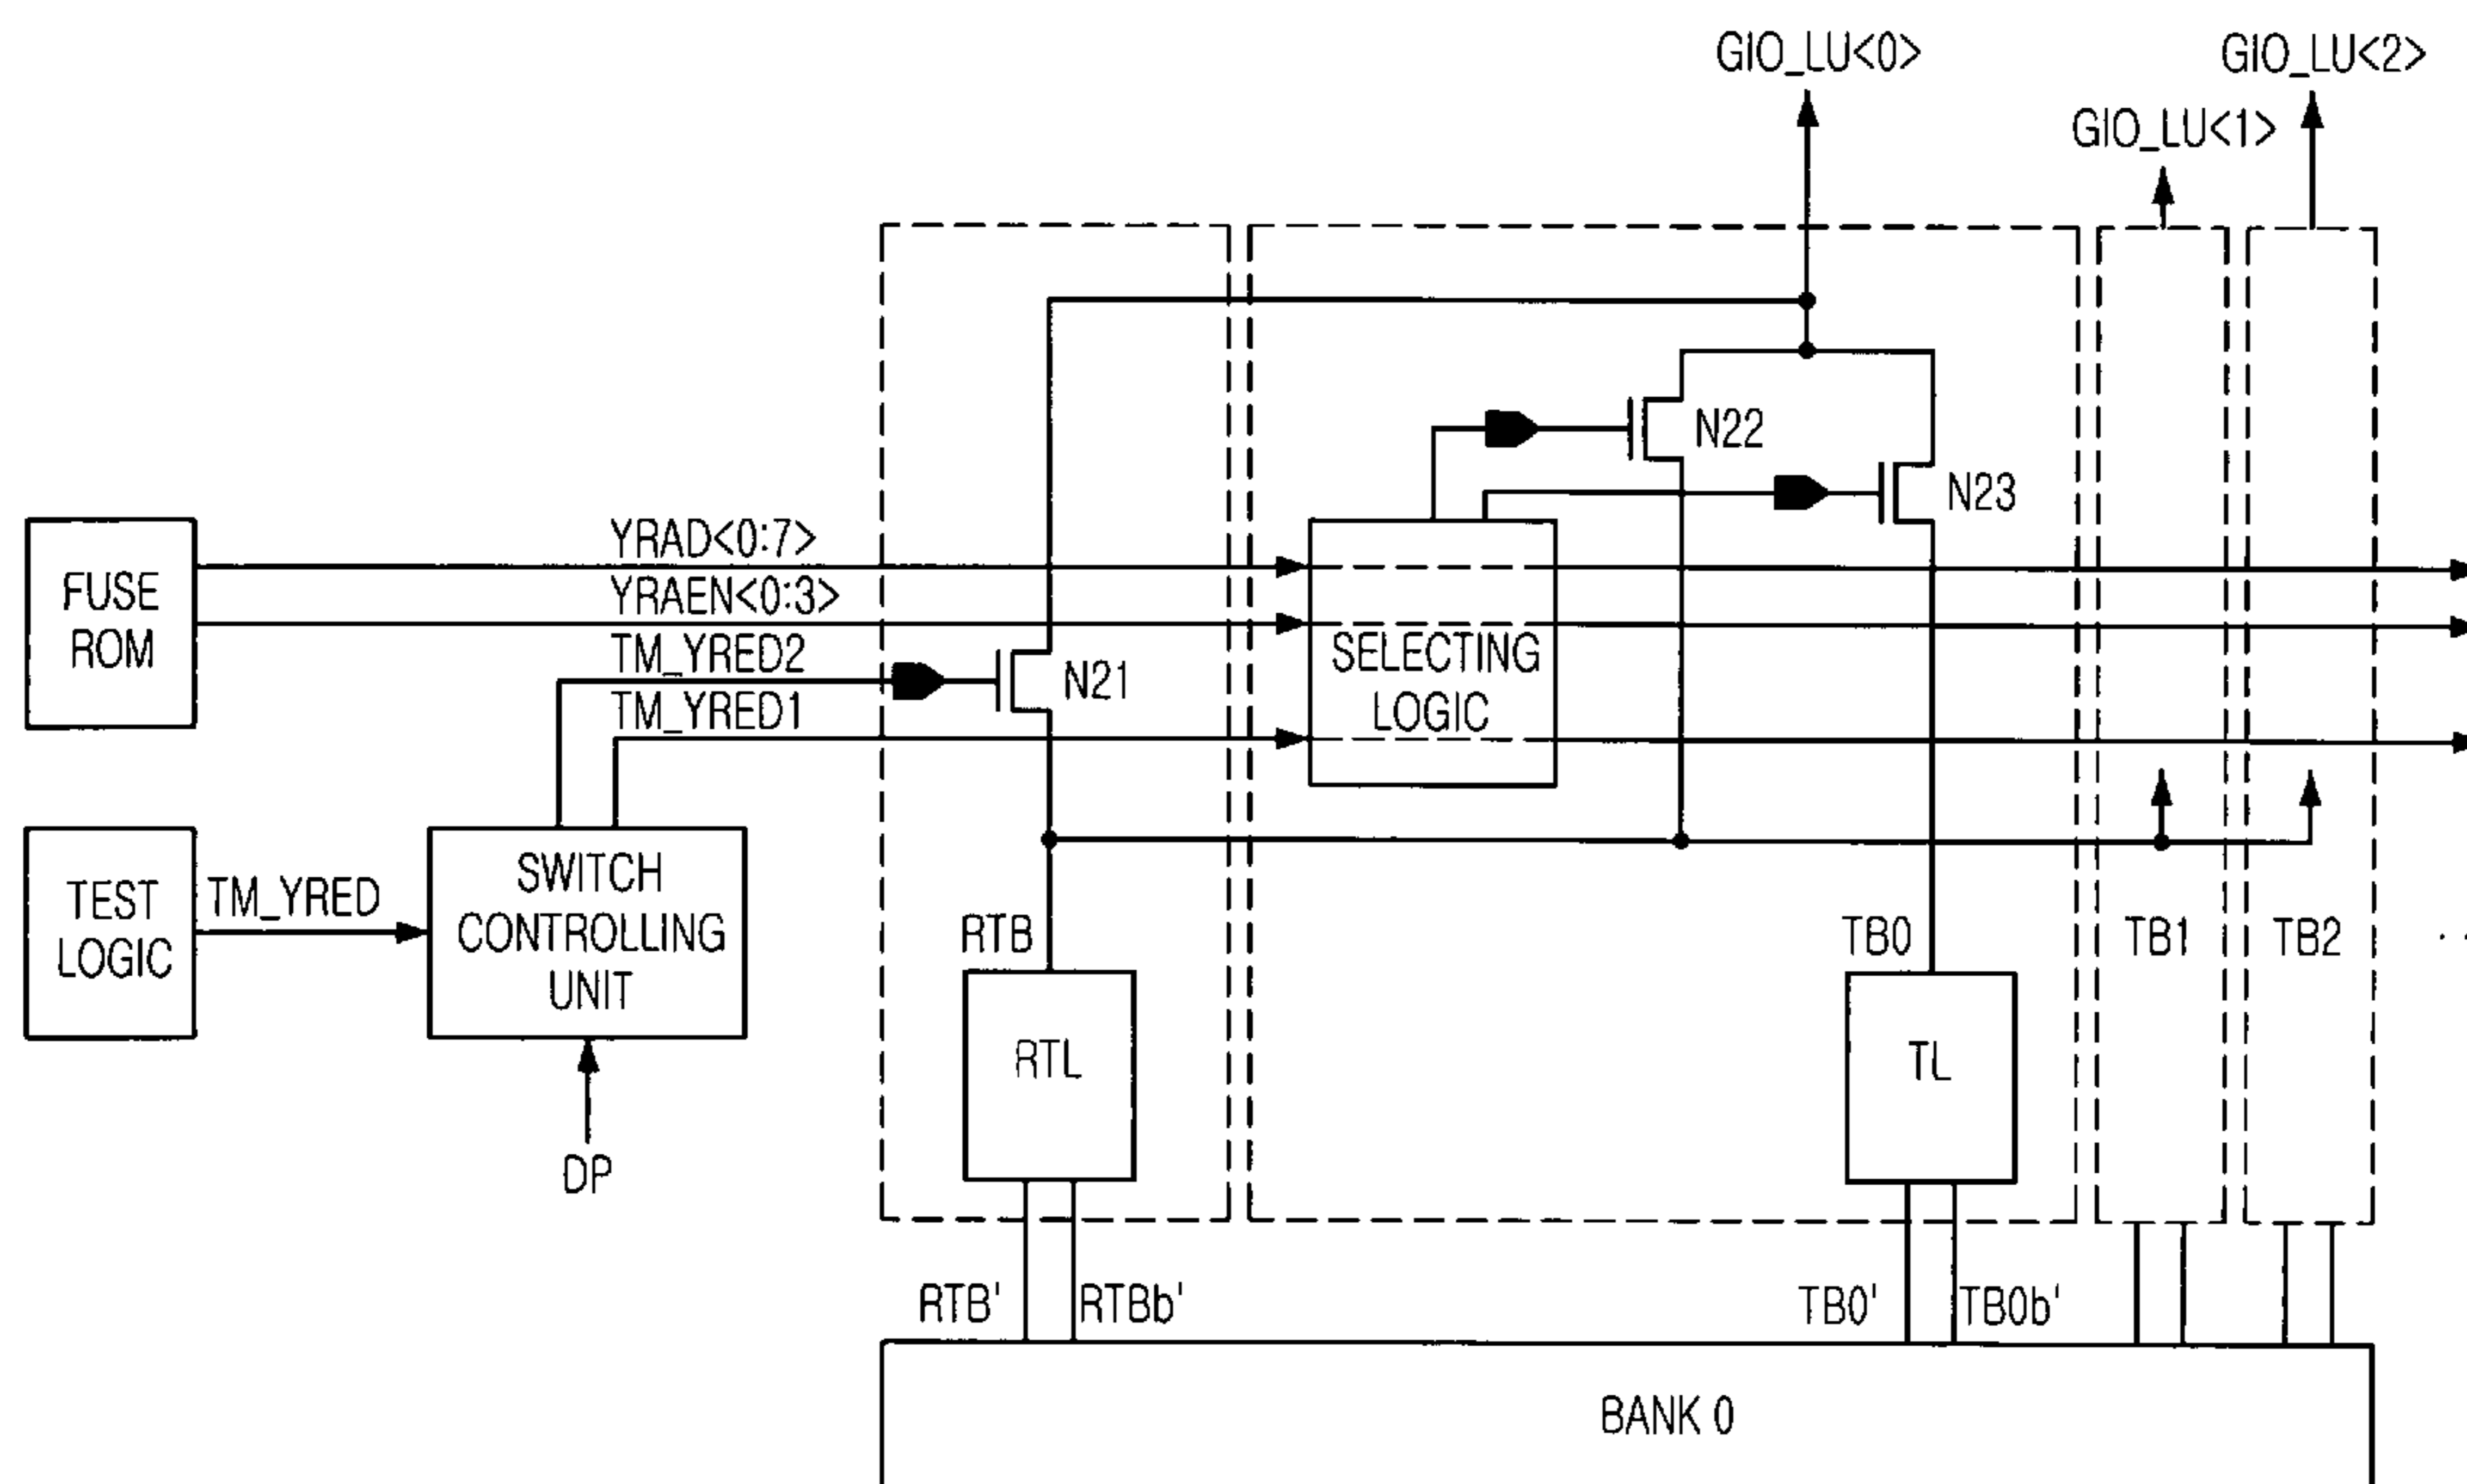 GIO_LU<0>
GIO_LU<2>
GIO_LU<1>
N22
N23
YRAD<0:7>
YRAEN<0:3>
FUSE
ROM
TM_YRED2
TM_YRED1
N21
SELECTING
LOGIC
TEST
LOGIC
TM_YRED
SWITCH
CONTROLLING
UNIT
DP
RTB
TB0
TB1
TB2
. .
RTL
TL
RTB'
RTBb'
TB0'
TB0b'
BANK 0